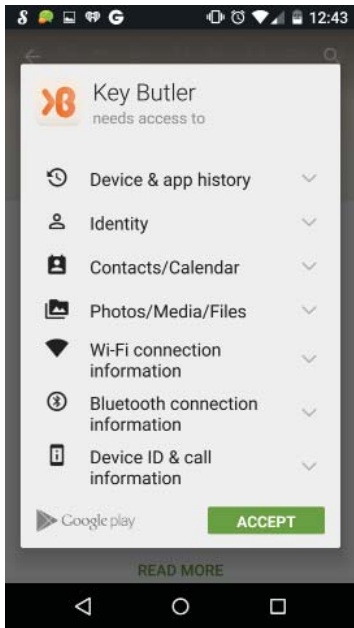 12:43
Key Butler
needs access to
Device & app history
Identity
Contacts/Calendar
Photos/Media/Files
Wi-Fi connection
information
Bluetooth connection
information
Device ID & call
information
Google play
ACCEPT
READ MORE